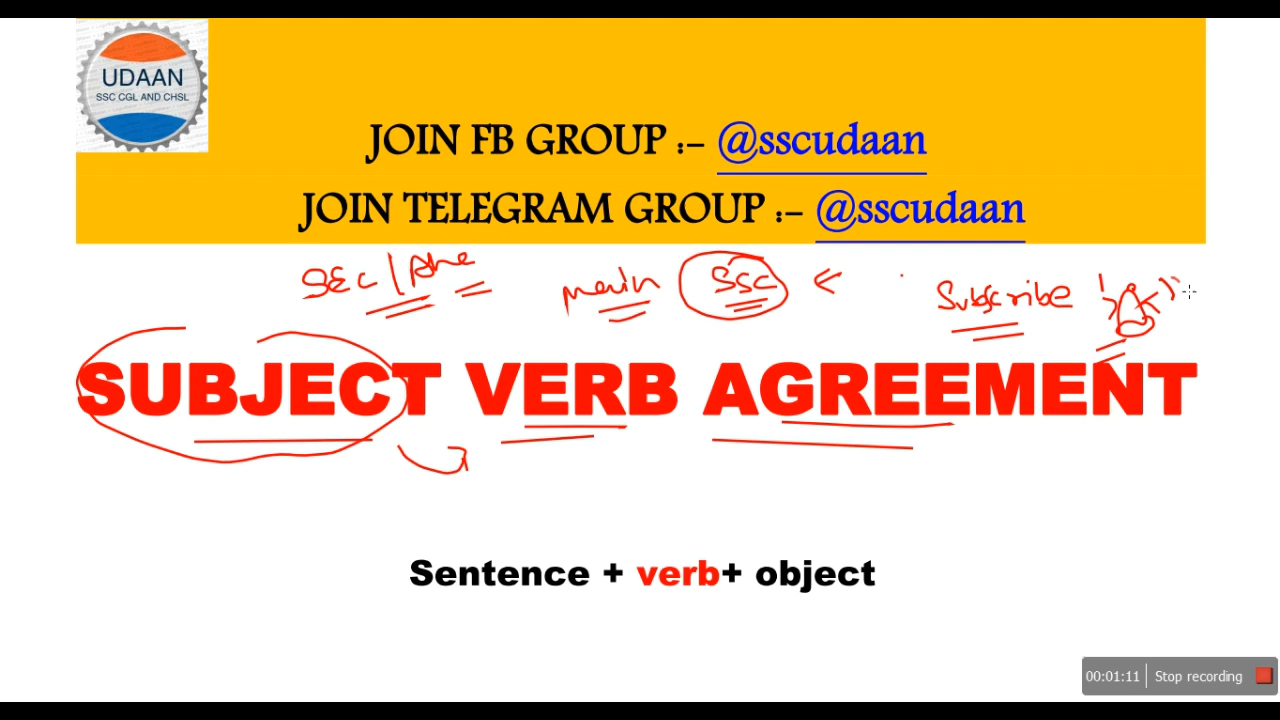 UDAAN
SSC CGL AND CHSL
JOIN FB GROUP :- @sscudaan
JOIN TELEGRAM GROUP :- @sscudaan
main SSC Subscribe
SUBJECT VERB AGREEMENT
Sentence + verb+ object
00:01:11 Stop recording